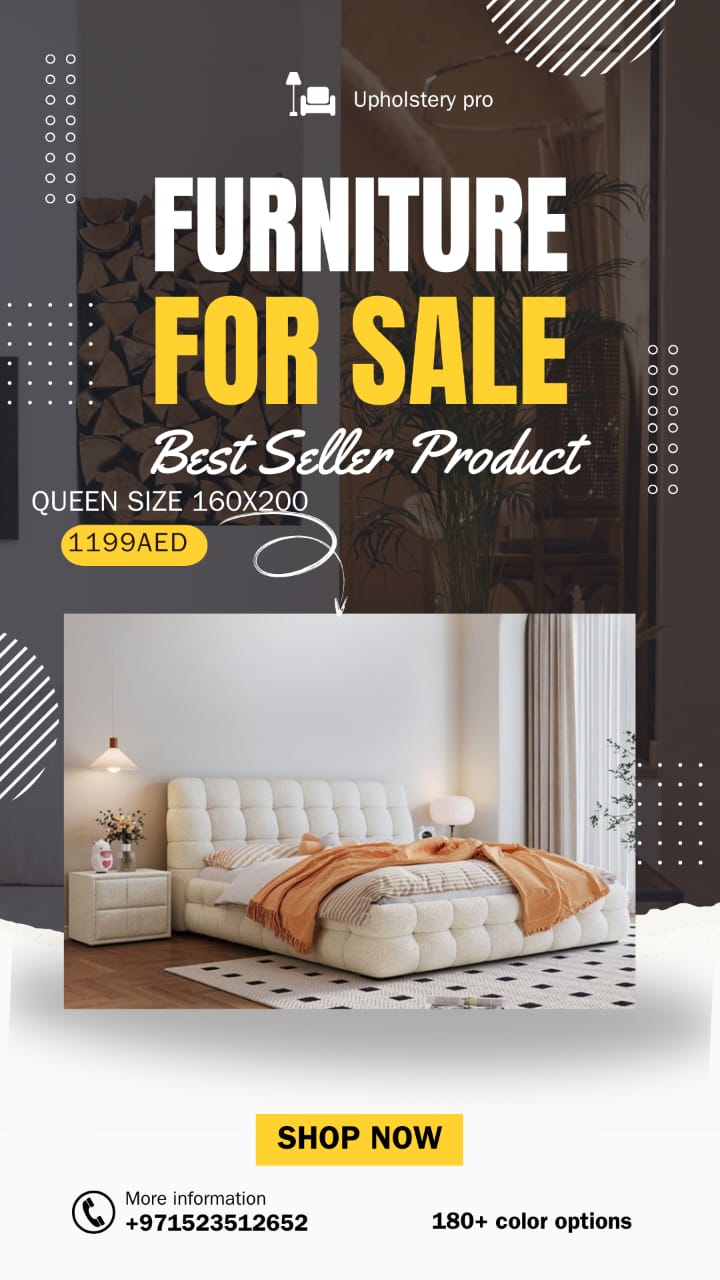 Upholstery pro
FURNITURE
FOR SALE
Best Seller Product
QUEEN SIZE 160X200
1199AED
SHOP NOW
More information
+971523512652
180+ color options